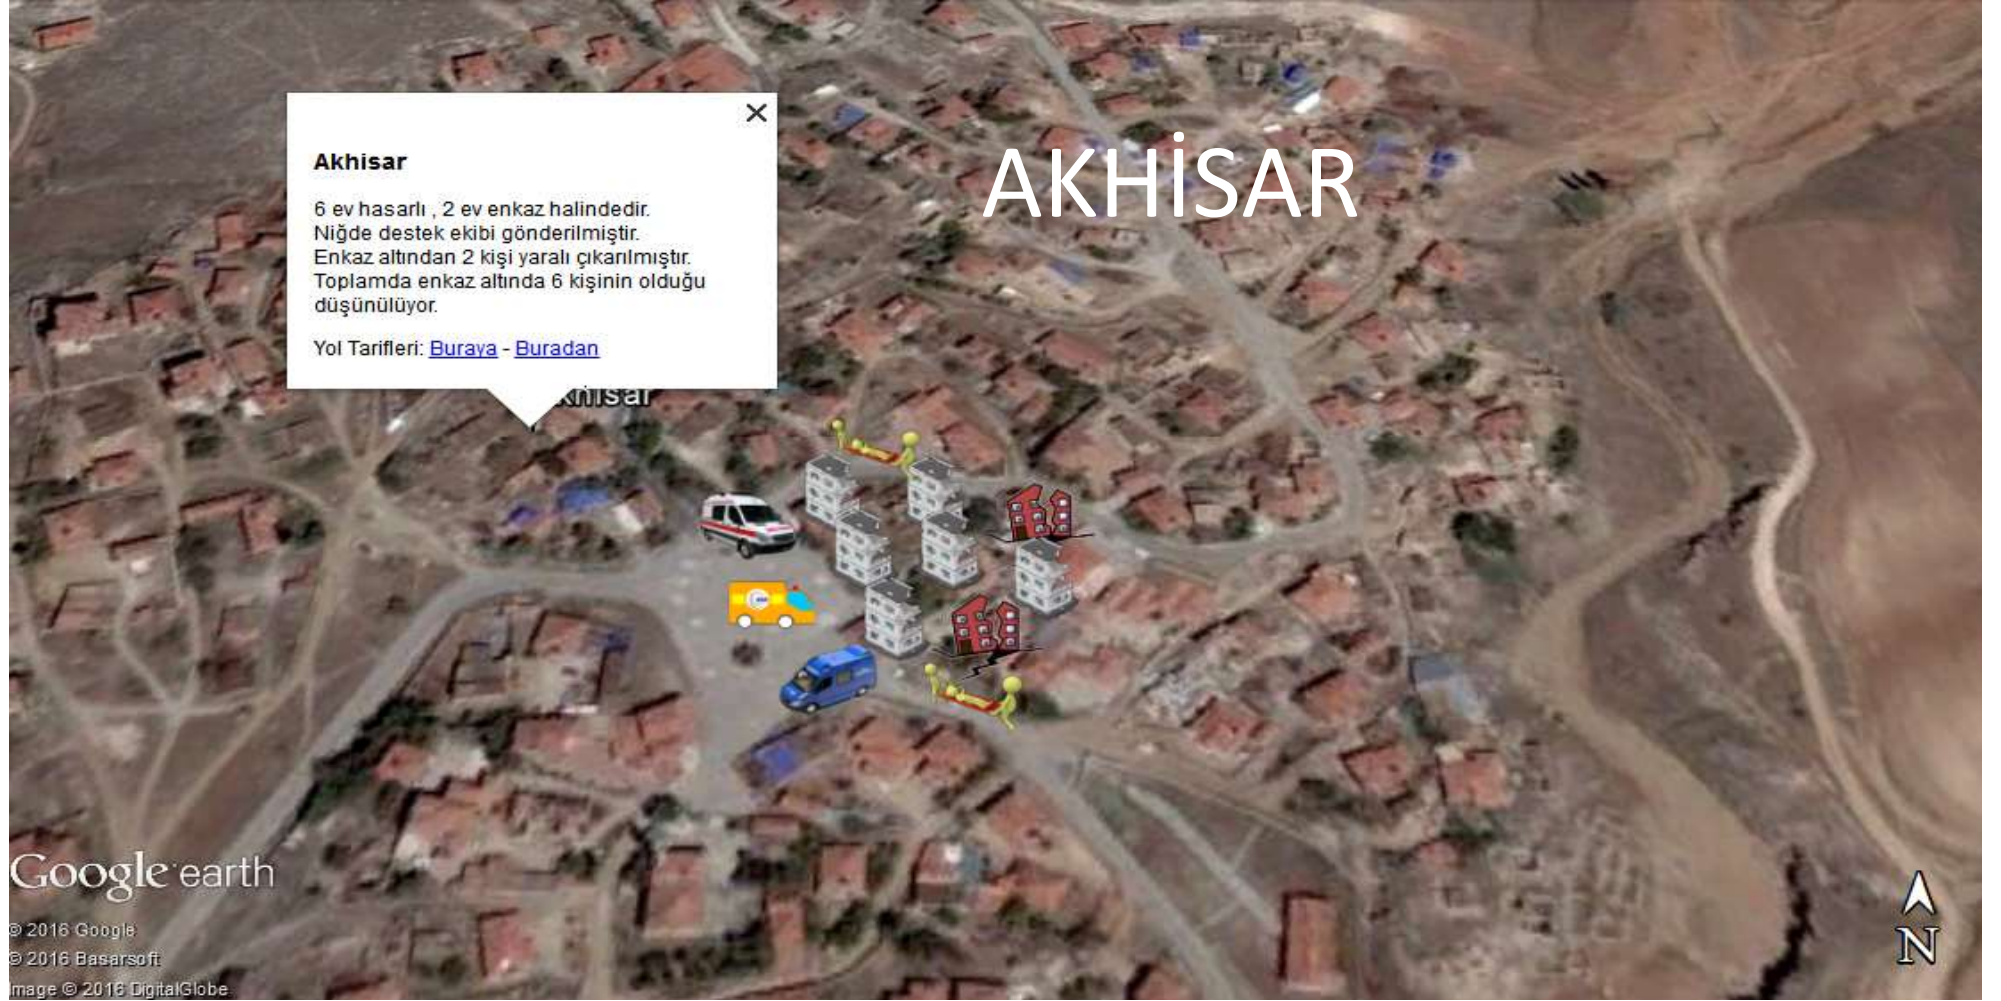 AKHİSAR
Akhisar
6 ev hasarlı , 2 ev enkaz halindedir.
Niğde destek ekibi gönderilmiştir.
Enkaz altından 2 kişi yaralı çıkarılmıştır.
Toplamda enkaz altında 6 kişinin olduğu
düşünülüyor.
Yol Tarifleri: Buraya - Buradan
Google earth
© 2016 Google
© 2016 Basarsoft
Image © 2016 DigitalGlobe
N